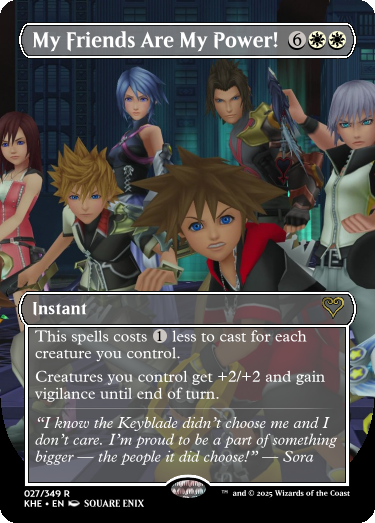 My Friends Are My Power! 6
Instant
This spells costs 1 less to cast for each
creature you control.
Creatures you control get +2/+2 and gain
vigilance until end of turn.
“I know the Keyblade didn’t choose me and I
don’t care. I’m proud to be a part of something
bigger — the people it did choose!” — Sora
027/349 R
KHE • EN SQUARE ENIX
™ and © 2025 Wizards of the Coast